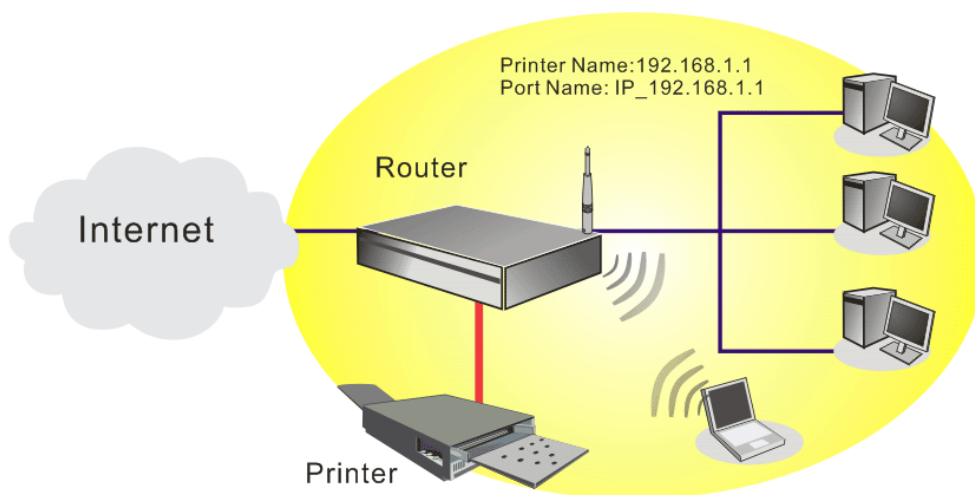 Printer Name:192.168.1.1
Port Name: IP_192.168.1.1
Router
Internet
Printer